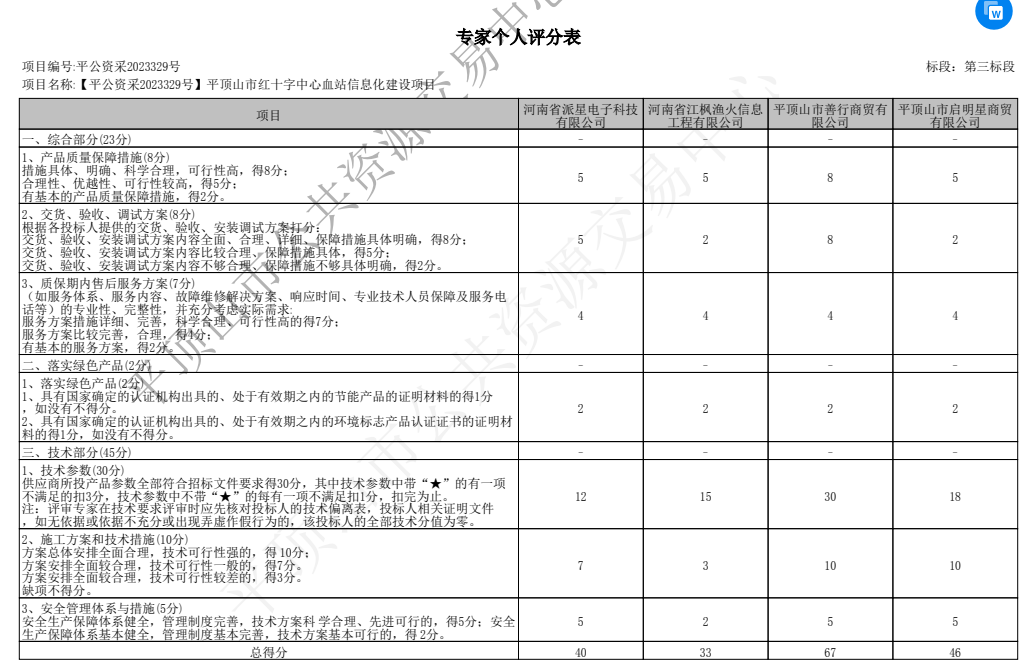 专家个人评分表
项目编号:平公资采2023329号
标段: 第三标段
项目名称:【平公资采2023329号】平顶山市红十字中心血站信息化建设项目
项目 河南省派星电子科技有限公司 河南省江枫渔火信息工程有限公司 平顶山市善行商贸有限公司 平顶山市启明星商贸有限公司
一、综合部分(23分) - - - -
1、产品质量保障措施(8分)
措施具体、明确、科学合理, 可行性高, 得8分;
合理性、优越性、可行性较高, 得5分;
有基本的产品质量保障措施, 得2分。
5 5 8 5
2、交货、验收、调试方案(8分)
根据各投标人提供的交货、验收、安装调试方案打分:
交货、验收、安装调试方案内容全面、合理、详细、保障措施具体明确, 得8分;
交货、验收、安装调试方案内容比较合理、保障措施具体, 得5分;
交货、验收、安装调试方案内容不够合理、保障措施不够具体明确, 得2分。
5 2 8 2
3、质保期内售后服务方案(7分)
(如服务体系、服务内容、故障维修解决方案、响应时间、专业技术人员保障及服务电
话等) 的专业性、完整性, 并充分考虑实际需求:
服务方案措施详细、完善, 科学合理、可行性高的得7分;
服务方案比较完善, 合理, 得4分;
有基本的服务方案, 得2分。
4 4 4 4
二、落实绿色产品(2分) - - - -
1、落实绿色产品(2分)
1、具有国家确定的认证机构出具的、处于有效期之内的节能产品的证明材料的得1分
, 如没有不得分。
2、具有国家确定的认证机构出具的、处于有效期之内的环境标志产品认证证书的证明材
料的得1分, 如没有不得分。
2 2 2 2
三、技术部分(45分) - - - -
1、技术参数(30分)
供应商所投产品参数全部符合招标文件要求得30分, 其中技术参数中带“★”的有一项
不满足的扣3分, 技术参数中不带“★”的每有一项不满足扣1分, 扣完为止。
注: 评审专家在技术要求评审时应先核对投标人的技术偏离表, 投标人相关证明文件
, 如无依据或依据不充分或出现弄虚作假行为的, 该投标人的全部技术分值为零。
12 15 30 18
2、施工方案和技术措施(10分)
方案总体安排全面合理, 技术可行性强的, 得 10分;
方案安排全面较合理, 技术可行性一般的, 得7分。
方案安排全面较合理, 技术可行性较差的, 得3分。
缺项不得分。
7 3 10 10
3、安全管理体系与措施(5分)
安全生产保障体系健全, 管理制度完善, 技术方案科 学合理、先进可行的, 得5分; 安全
生产保障体系基本健全, 管理制度基本完善, 技术方案基本可行的, 得 2分。
5 2 5 5
总得分 40 33 67 46
平顶山市公共资源交易中心
平顶山市公共资源交易中心